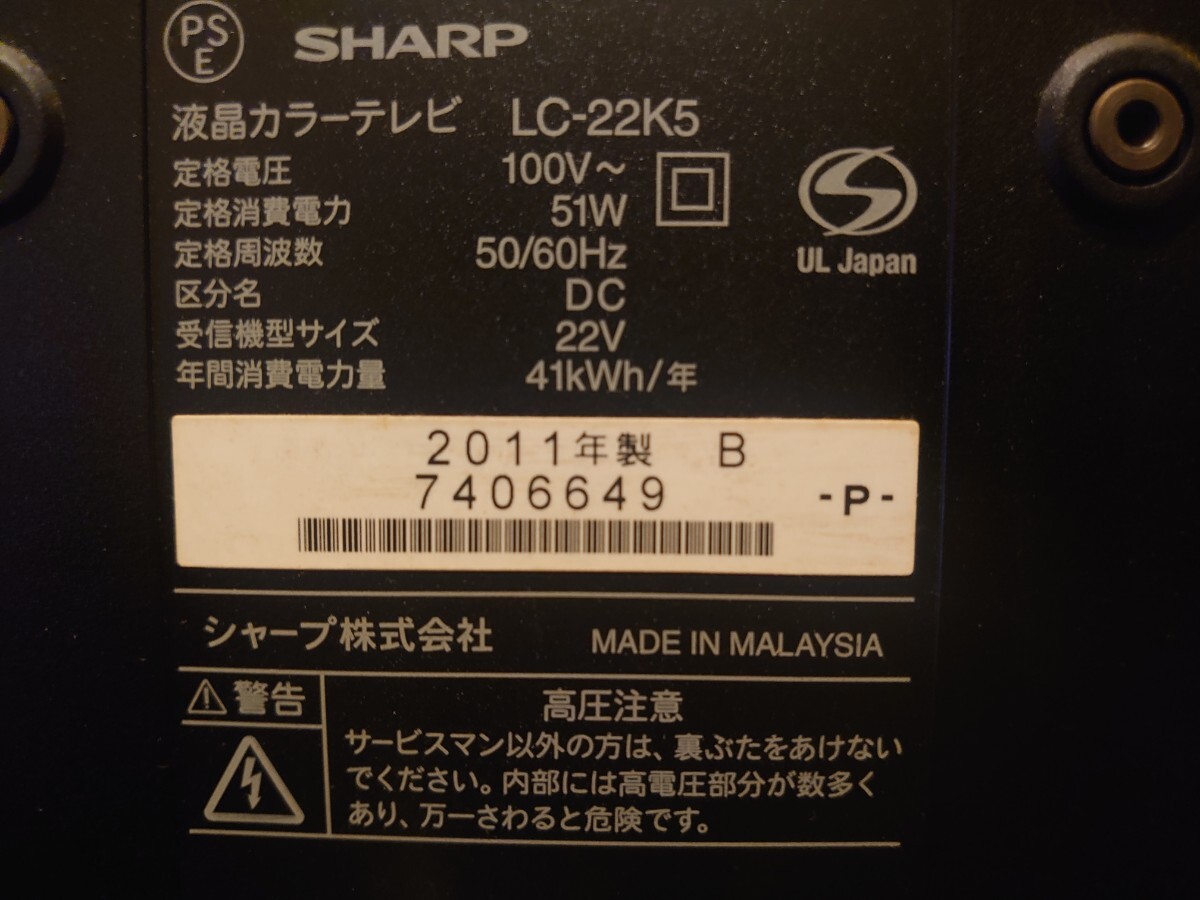 PS
E
SHARP
液晶カラーテレビ LC-22K5
定格電圧 100V～
定格消費電力 51W
定格周波数 50/60Hz
区分名 DC
受信機型サイズ 22V
年間消費電力量 41kWh/年
UL Japan
2011年製 B
7406649 -P-
シャープ株式会社 MADE IN MALAYSIA
警告
高圧注意
サービスマン以外の方は、裏ぶたをあけない
でください。内部には高電圧部分が数多く
あり、万一さわると危険です。